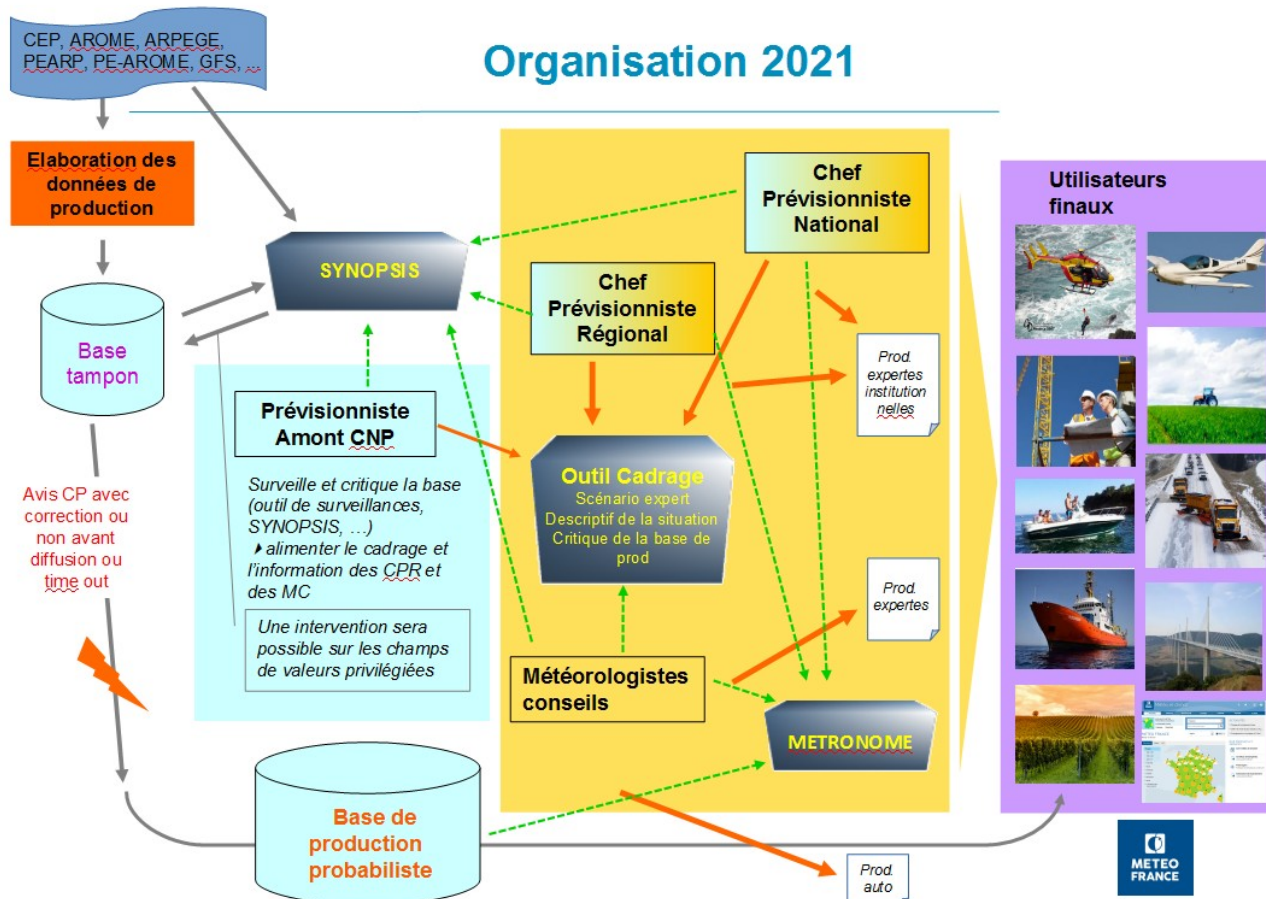 CEP, AROME, ARPEGE,
PEARP, PE-AROME, GFS, ...
Organisation 2021
Elaboration des
données de
production
Chef
Prévisionniste
National
Utilisateurs
finaux
SYNOPSIS
Chef
Prévisionniste
Régional
Base
tampon
Prod.
expertes
institution
nelles
Prévisionniste
Amont CNP
Outil Cadrage
Scénario expert
Descriptif de la situation
Critique de la base de
prod
Surveille et critique la base
(outil de surveillances,
SYNOPSIS, ...)
alimenter le cadrage et
l'information des CPR et
des MC
Avis CP avec
correction ou
non avant
diffusion ou
time out
Une intervention sera
possible sur les champs
de valeurs privilégiées
Prod.
expertes
Météorologistes
conseils
METRONOME
Base de
production
probabiliste
Prod.
auto
METEO
FRANCE